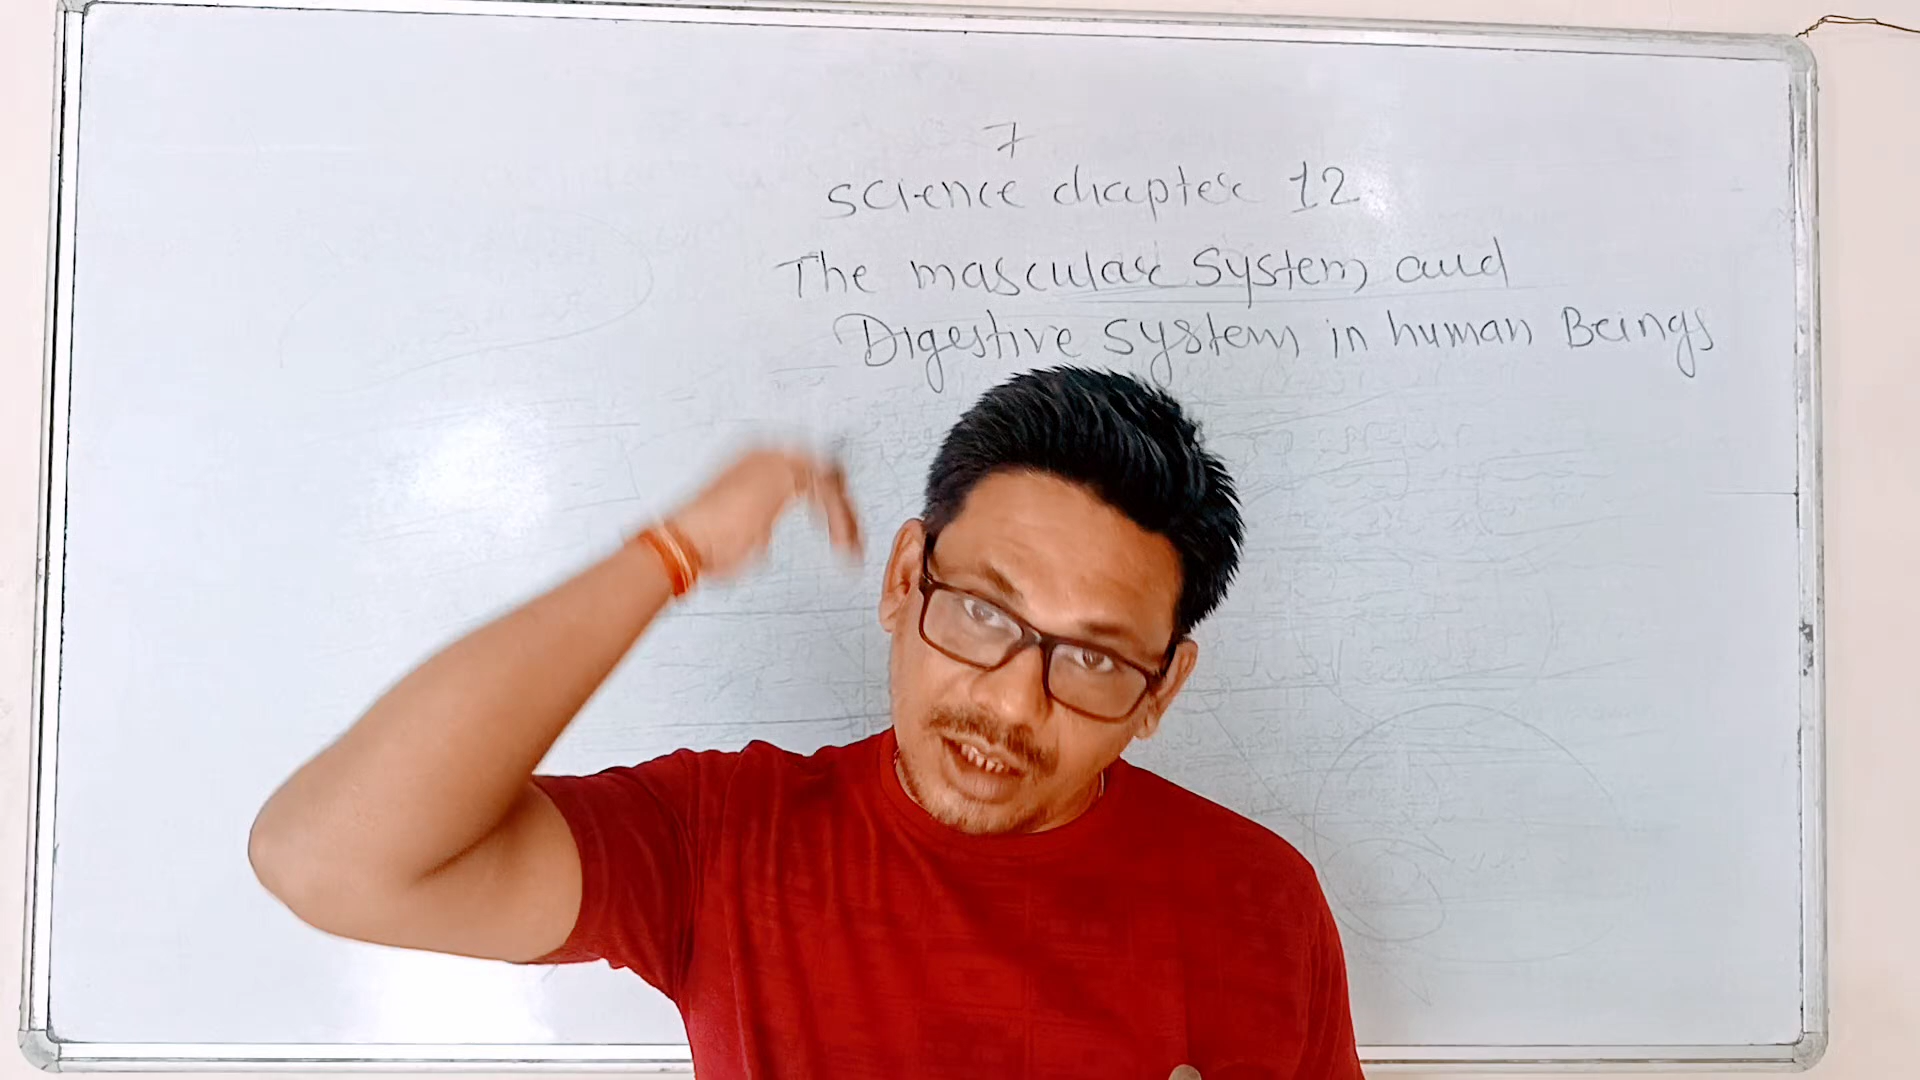 7
science chapter 12
The mascular System and
Digestive system in human Beings